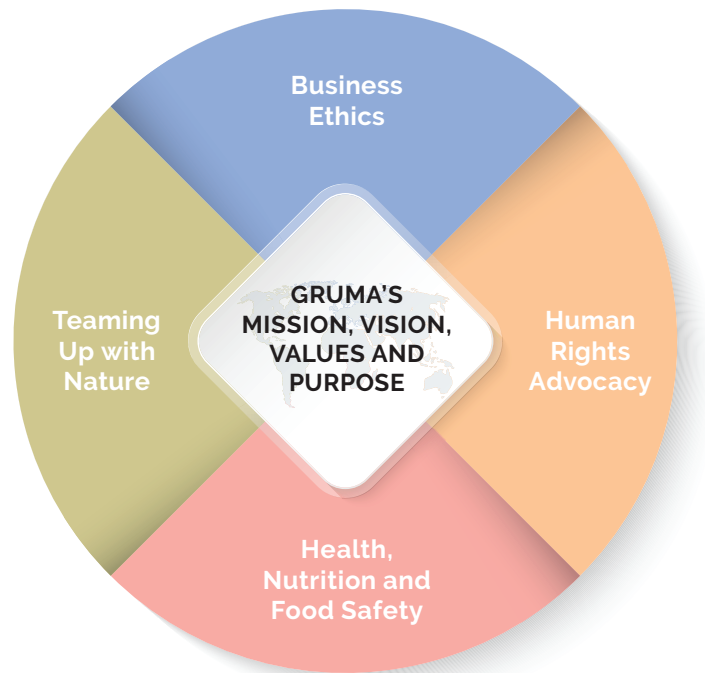 Business
Ethics
Teaming
Up with
Nature
GRUMA’S
MISSION, VISION,
VALUES AND
PURPOSE
Human
Rights
Advocacy
Health,
Nutrition and
Food Safety